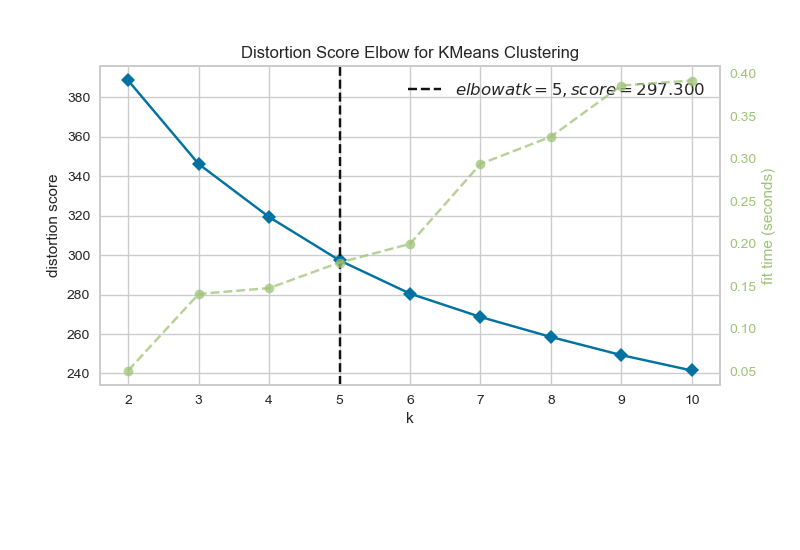 Distortion Score Elbow for KMeans Clustering
elbowatk = 5, score = 297.300
distortion score
380
360
340
320
300
280
260
240
0.40
0.35
0.30
0.25
0.20
0.15
0.10
0.05
fit time (seconds)
2 3 4 5 6 7 8 9 10
k